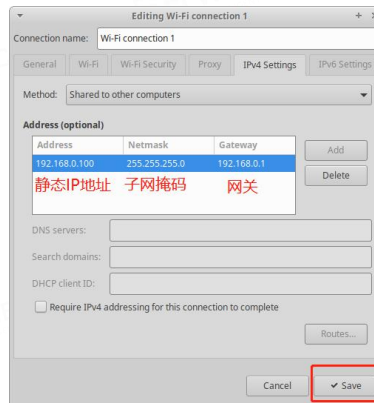 Editing Wi-Fi connection 1
Connection name: Wi-Fi connection 1
General Wi-Fi Wi-Fi Security Proxy IPv4 Settings IPv6 Settings
Method: Shared to other computers
Address (optional)
Address Netmask Gateway
Add
192.168.0.100 255.255.255.0 192.168.0.1
Delete
静态IP地址 子网掩码 网关
DNS servers:
Search domains:
DHCP client ID:
Require IPv4 addressing for this connection to complete
Routes...
Cancel ✔ Save